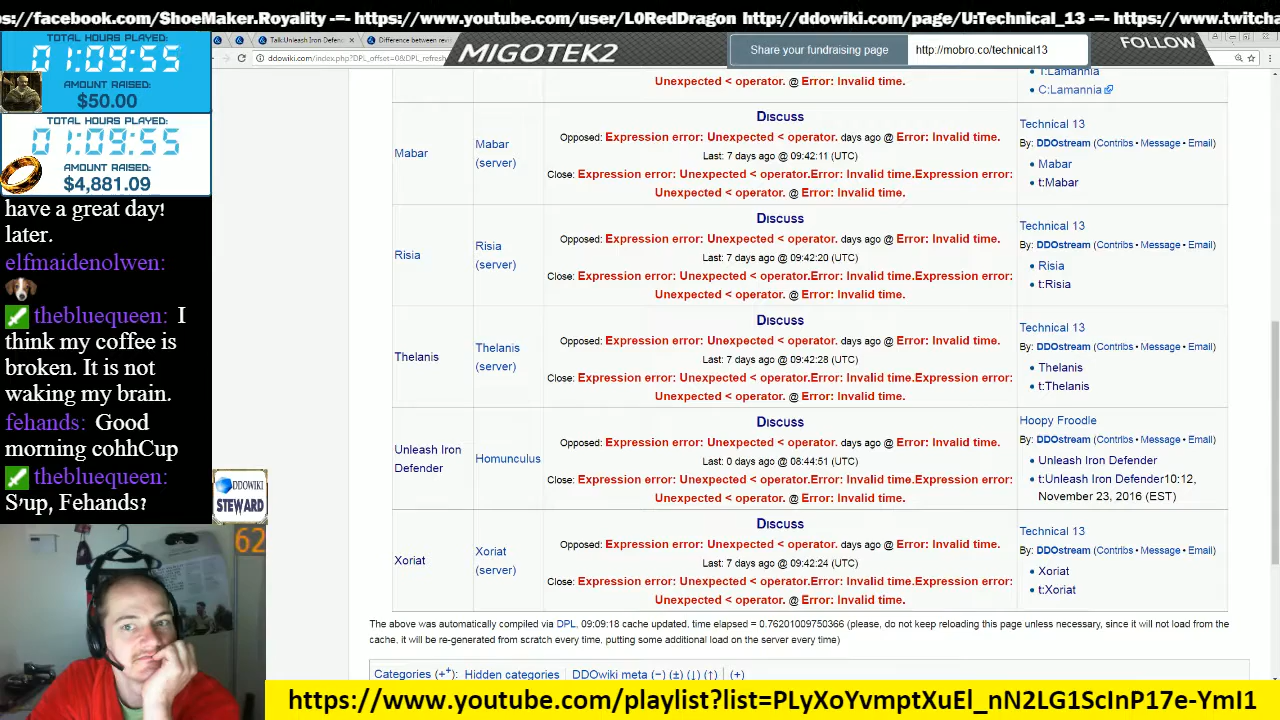 s://facebook.com/ShoeMaker.Royality -=- https://www.youtube.com/user/L0RedDragon http://ddowiki.com/page/U:Technical_13 -=- https://www.twitch
TOTAL HOURS PLAYED:
01:09:55
AMOUNT RAISED:
$50.00
TOTAL HOURS PLAYED:
01:09:55
AMOUNT RAISED:
$4,881.09
have a great day!
later.
elfmaidenolwen:
thebluequeen: I
think my coffee is
broken. It is not
waking my brain.
fehands: Good
morning cohhCup
thebluequeen:
S'up, Fehands?
DDOWIKI
STEWARD
62
Talk:Unleash Iron Defen
Difference between rev
ddowiki.com/index.php?DPL_offset=0&DPL_refresh
MIGOTEK2
Share your fundraising page
http://mobro.co/technical13
FOLLOW
Unexpected < operator. @ Error: Invalid time.
T:Lamannia
C:Lamannia
Mabar
Mabar
(server)
Discuss
Opposed: Expression error: Unexpected < operator. days ago @ Error: Invalid time.
Last: 7 days ago @ 09:42:11 (UTC)
Close: Expression error: Unexpected < operator.Error: Invalid time.Expression error:
Unexpected < operator. @ Error: Invalid time.
Technical 13
By: DDOstream (Contribs • Message • Email)
Mabar
t:Mabar
Risia
Risia
(server)
Discuss
Opposed: Expression error: Unexpected < operator. days ago @ Error: Invalid time.
Last: 7 days ago @ 09:42:20 (UTC)
Close: Expression error: Unexpected < operator.Error: Invalid time.Expression error:
Unexpected < operator. @ Error: Invalid time.
Technical 13
By: DDOstream (Contribs • Message • Email)
Risia
t:Risia
Thelanis
Thelanis
(server)
Discuss
Opposed: Expression error: Unexpected < operator. days ago @ Error: Invalid time.
Last: 7 days ago @ 09:42:28 (UTC)
Close: Expression error: Unexpected < operator.Error: Invalid time.Expression error:
Unexpected < operator. @ Error: Invalid time.
Technical 13
By: DDOstream (Contribs • Message • Email)
Thelanis
t:Thelanis
Unleash Iron
Defender
Homunculus
Discuss
Opposed: Expression error: Unexpected < operator. days ago @ Error: Invalid time.
Last: 0 days ago @ 08:44:51 (UTC)
Close: Expression error: Unexpected < operator.Error: Invalid time.Expression error:
Unexpected < operator. @ Error: Invalid time.
Hoopy Froodle
By: DDOstream (Contribs • Message • Email)
Unleash Iron Defender
t:Unleash Iron Defender10:12,
November 23, 2016 (EST)
Xoriat
Xoriat
(server)
Discuss
Opposed: Expression error: Unexpected < operator. days ago @ Error: Invalid time.
Last: 7 days ago @ 09:42:24 (UTC)
Close: Expression error: Unexpected < operator.Error: Invalid time.Expression error:
Unexpected < operator. @ Error: Invalid time.
Technical 13
By: DDOstream (Contribs • Message • Email)
Xoriat
t:Xoriat
The above was automatically compiled via DPL, 09:09:18 cache updated, time elapsed = 0.76201009750366 (please, do not keep reloading this page unless necessary, since it will not load from the
cache, it will be re-generated from scratch every time, putting some additional load on the server every time)
Categories (+⁺) Hidden categories DDOwiki meta (−) (±) (↓) (↑) (+)
https://www.youtube.com/playlist?list=PLyXoYvmptXuEl_nN2LG1ScInP17e-YmI1